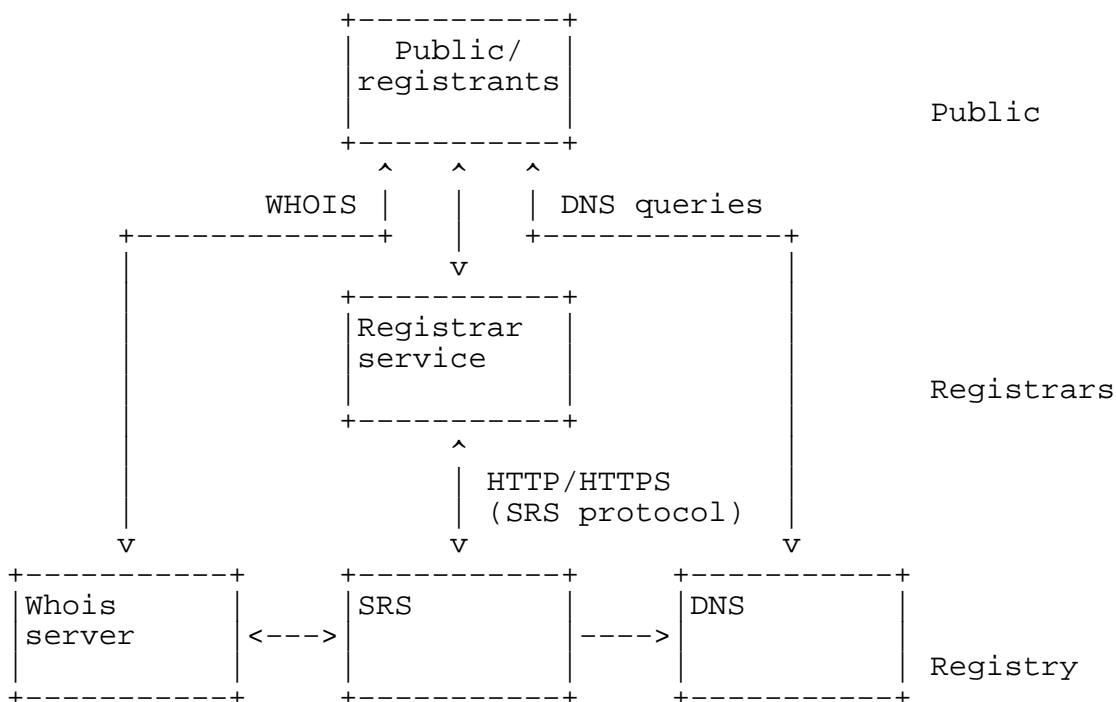 Public/
registrants
Public
WHOIS
DNS queries
Registrar
service
Registrars
HTTP/HTTPS
(SRS protocol)
Whois
server
SRS
DNS
Registry